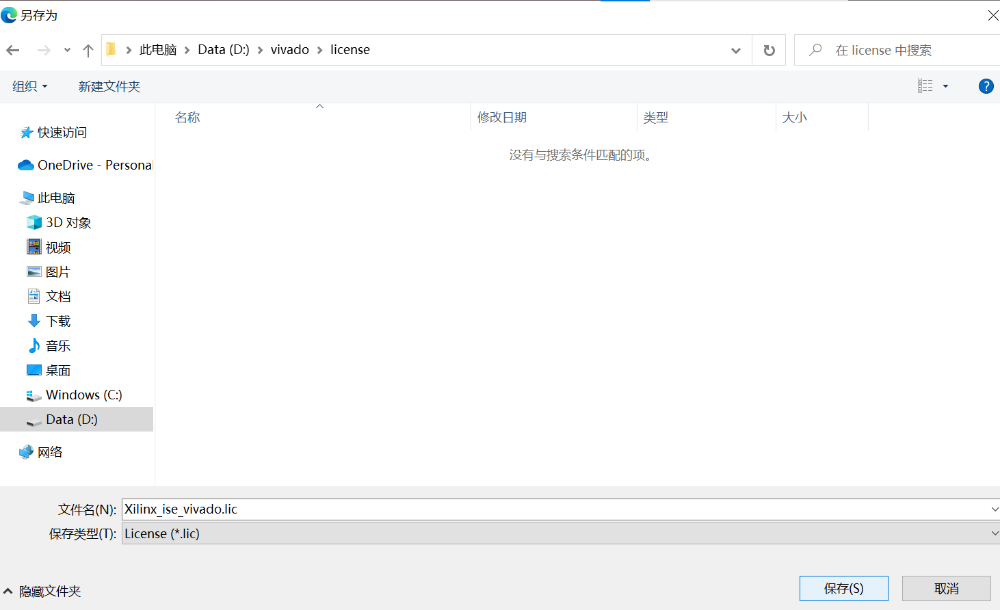 另存为
此电脑 Data (D:) vivado license
在 license 中搜索
组织 新建文件夹
?
名称 修改日期 类型 大小
没有与搜索条件匹配的项。
快速访问
OneDrive - Persona
此电脑
3D 对象
视频
图片
文档
下载
音乐
桌面
Windows (C:)
Data (D:)
网络
文件名(N): Xilinx_ise_vivado.lic
保存类型(T): License (*.lic)
隐藏文件夹 保存(S) 取消